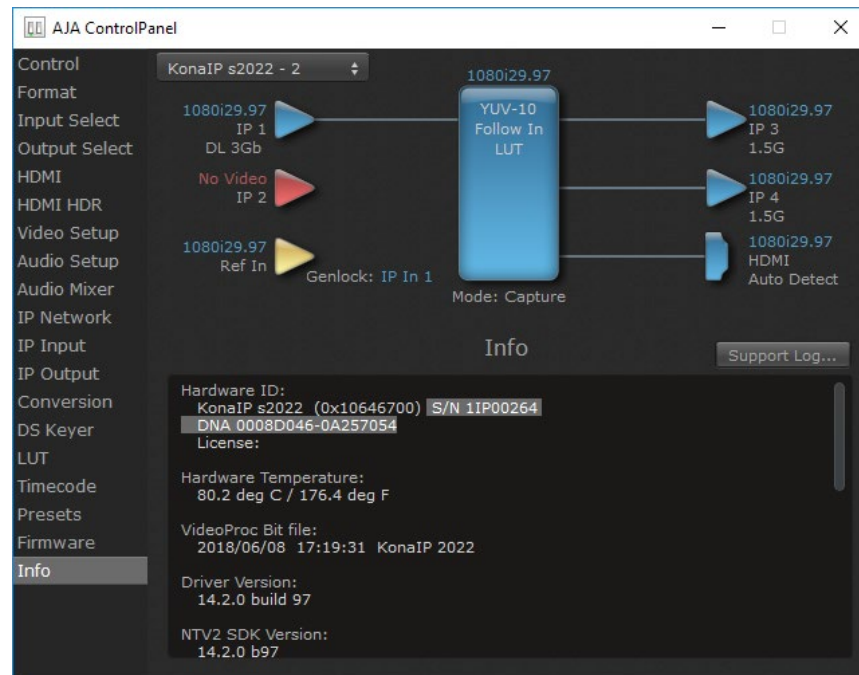 AJA ControlPanel
Control
Format
Input Select
Output Select
HDMI
HDMI HDR
Video Setup
Audio Setup
Audio Mixer
IP Network
IP Input
IP Output
Conversion
DS Keyer
LUT
Timecode
Presets
Firmware
Info
KonaIP s2022 - 2
1080i29.97
IP 1
DL 3Gb
No Video
IP 2
1080i29.97
Ref In
Genlock: IP In 1
1080i29.97
YUV-10
Follow In
LUT
Mode: Capture
1080i29.97
IP 3
1.5G
1080i29.97
IP 4
1.5G
1080i29.97
HDMI
Auto Detect
Info
Support Log...
Hardware ID:
KonaIP s2022 (0x10646700) S/N 1IP00264
DNA 0008D046-0A257054
License:
Hardware Temperature:
80.2 deg C / 176.4 deg F
VideoProc Bit file:
2018/06/08 17:19:31 KonaIP 2022
Driver Version:
14.2.0 build 97
NTV2 SDK Version:
14.2.0 b97